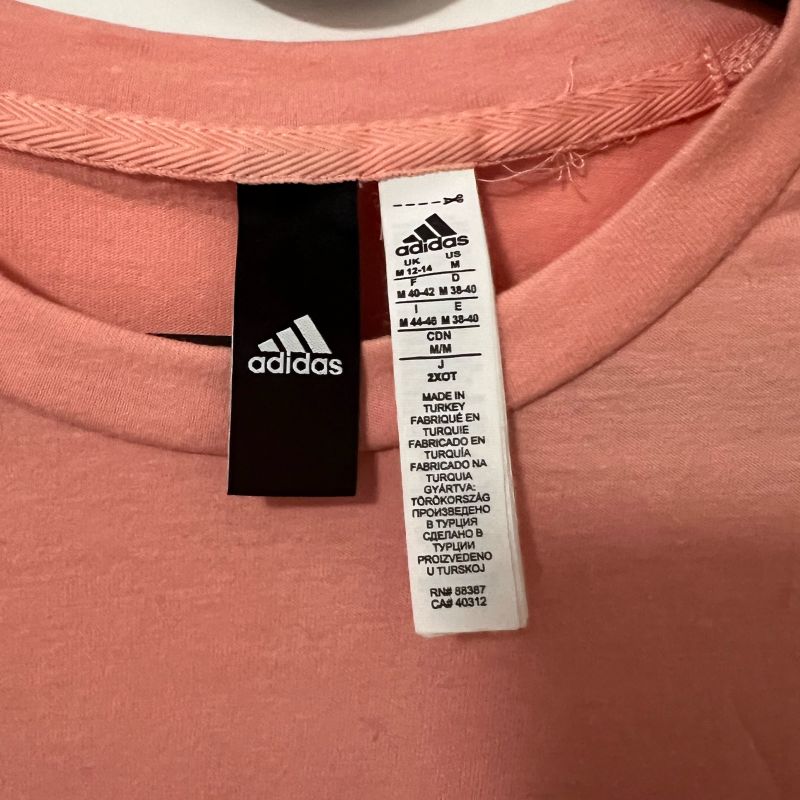 adidas
adidas
UK US
M 12-14 M
F D
M 40-42 M 38-40
I E
M 44-46 M 38-40
CDN
M/M
J
2XOT
MADE IN
TURKEY
FABRIQUÉ EN
TURQUIE
FABRICADO EN
TURQUÍA
FABRICADO NA
TURQUIA
GYÁRTVA:
TÖRÖKORSZÁG
ПРОИЗВЕДЕНО
В ТУРЦИЯ
СДЕЛАНО В
ТУРЦИИ
PROIZVEDENO
U TURSKOJ
RN# 88387
CA# 40312